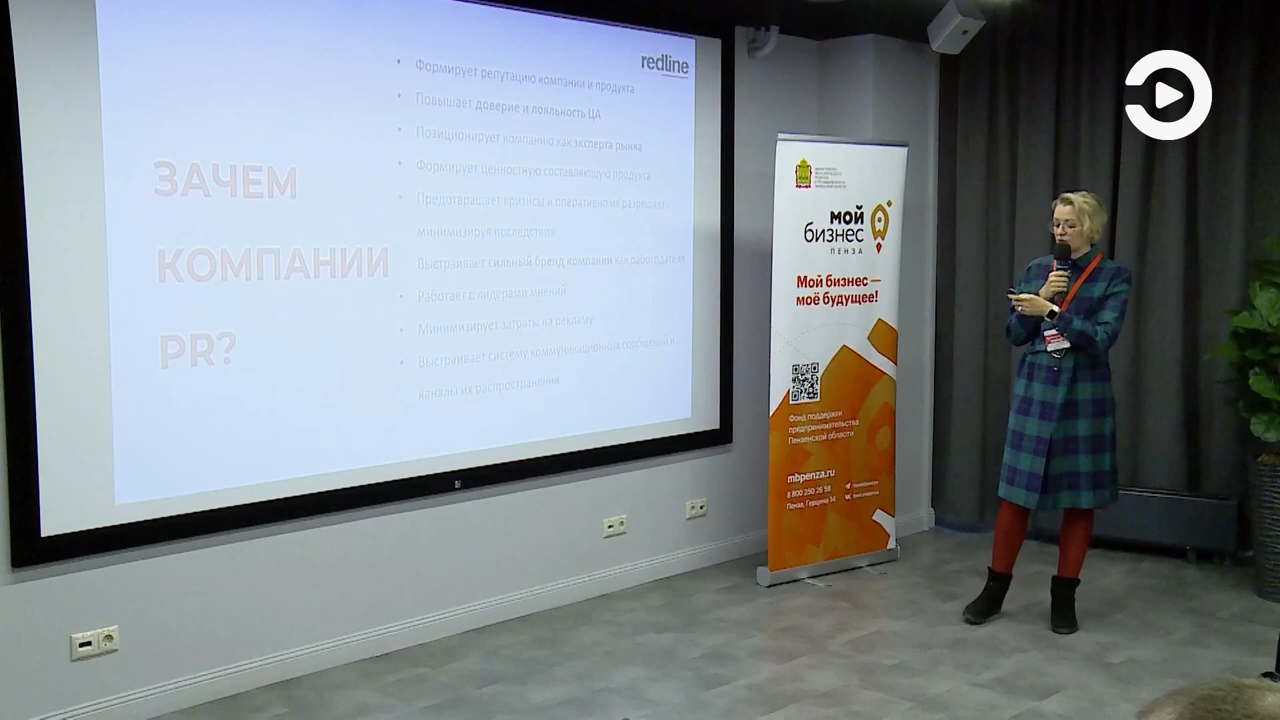 redline
ЗАЧЕМ
КОМПАНИИ
PR?
Формирует репутацию компании и продукта
Повышает доверие и лояльность ЦА
Позиционирует компанию как эксперта рынка
Формирует ценностную составляющую продукта
Предотвращает кризисы и оперативно их разрешает,
минимизируя последствия
Выстраивает сильный бренд компании как работодателя
Работает с лидерами мнений
Минимизирует затраты на рекламу
Выстраивает систему коммуникационных сообщений и
каналы их распространения
мой
бизнес
ПЕНЗА
Мой бизнес —
моё будущее!
Фонд поддержки
предпринимательства
Пензенской области
mbpenza.ru
8 800 250 26 58
Пенза, Герцена 14